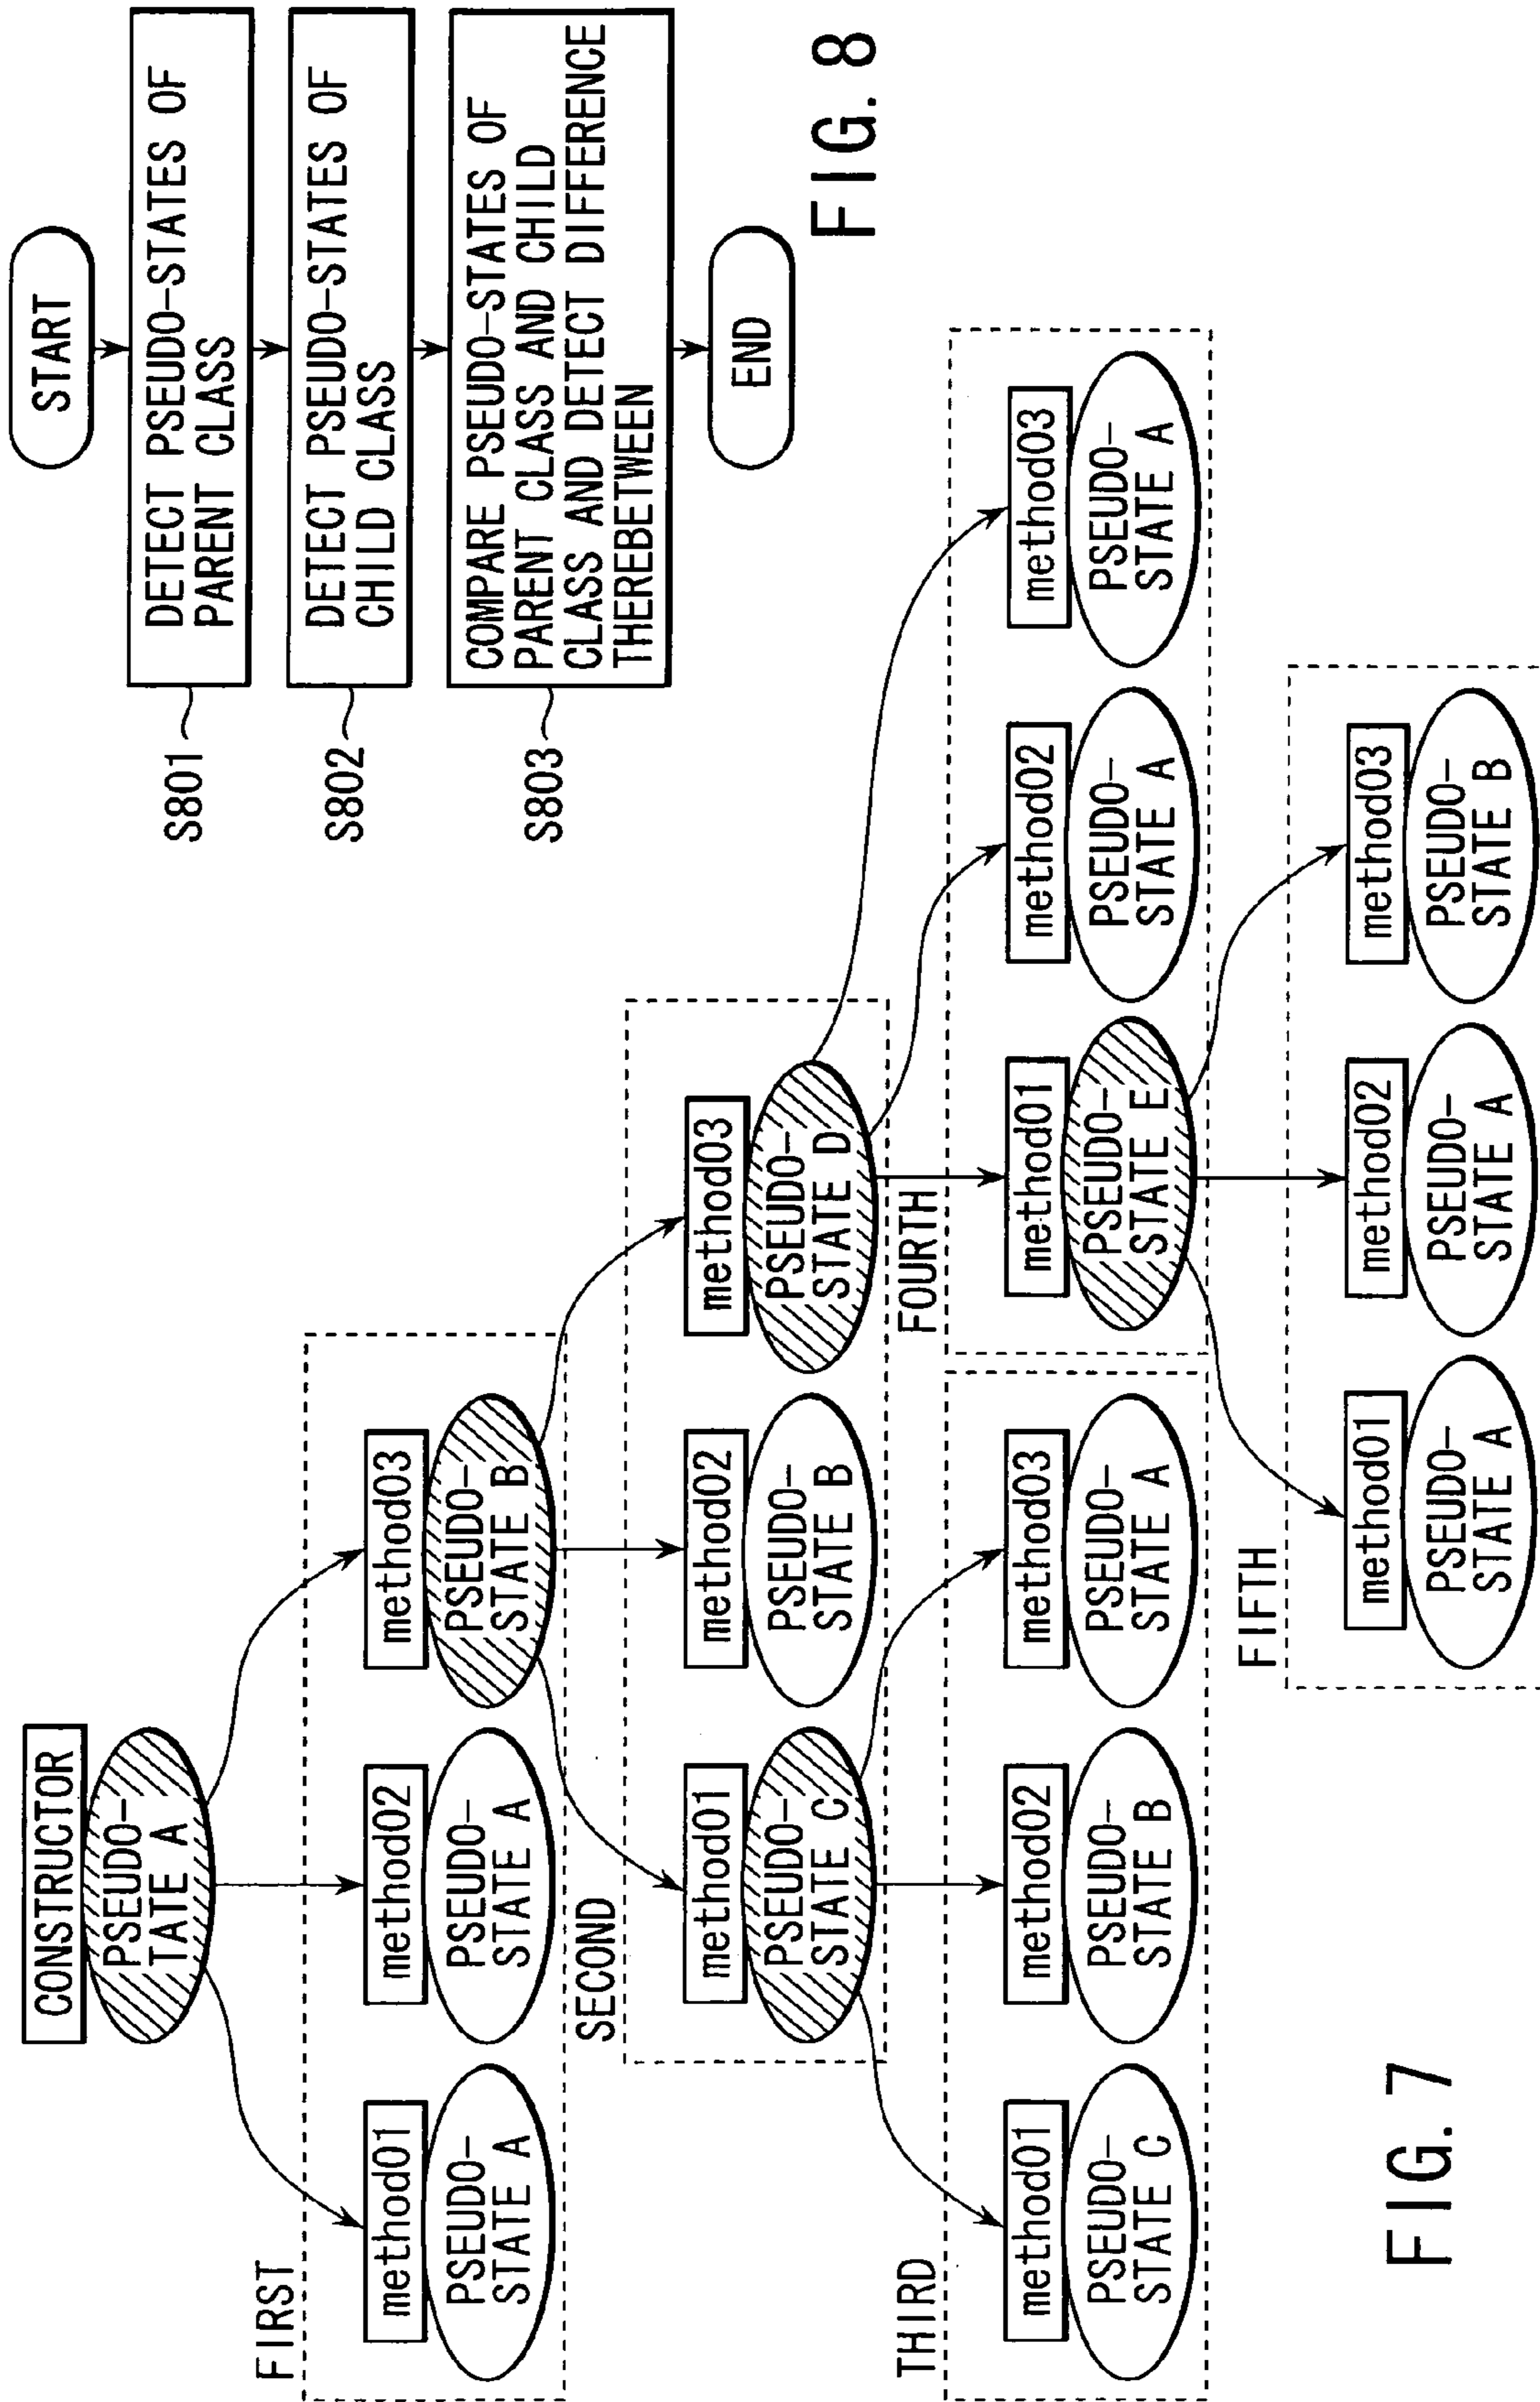 CONSTRUCTOR
PSEUDO-
TATE A
FIRST
method01
PSEUDO-
STATE A
method02
PSEUDO-
STATE A
method03
PSEUDO-
STATE B
SECOND
method01
PSEUDO-
STATE C
method02
PSEUDO-
STATE B
method03
PSEUDO-
STATE D
THIRD
method01
PSEUDO-
STATE C
method02
PSEUDO-
STATE B
method03
PSEUDO-
STATE A
FOURTH
method01
PSEUDO-
STATE E
method02
PSEUDO-
STATE A
method03
PSEUDO-
STATE A
FIFTH
method01
PSEUDO-
STATE A
method02
PSEUDO-
STATE A
method03
PSEUDO-
STATE B
FIG. 7
START
S801
DETECT PSEUDO-STATES OF
PARENT CLASS
S802
DETECT PSEUDO-STATES OF
CHILD CLASS
S803
COMPARE PSEUDO-STATES OF
PARENT CLASS AND CHILD
CLASS AND DETECT DIFFERENCE
THEREBETWEEN
END
FIG. 8